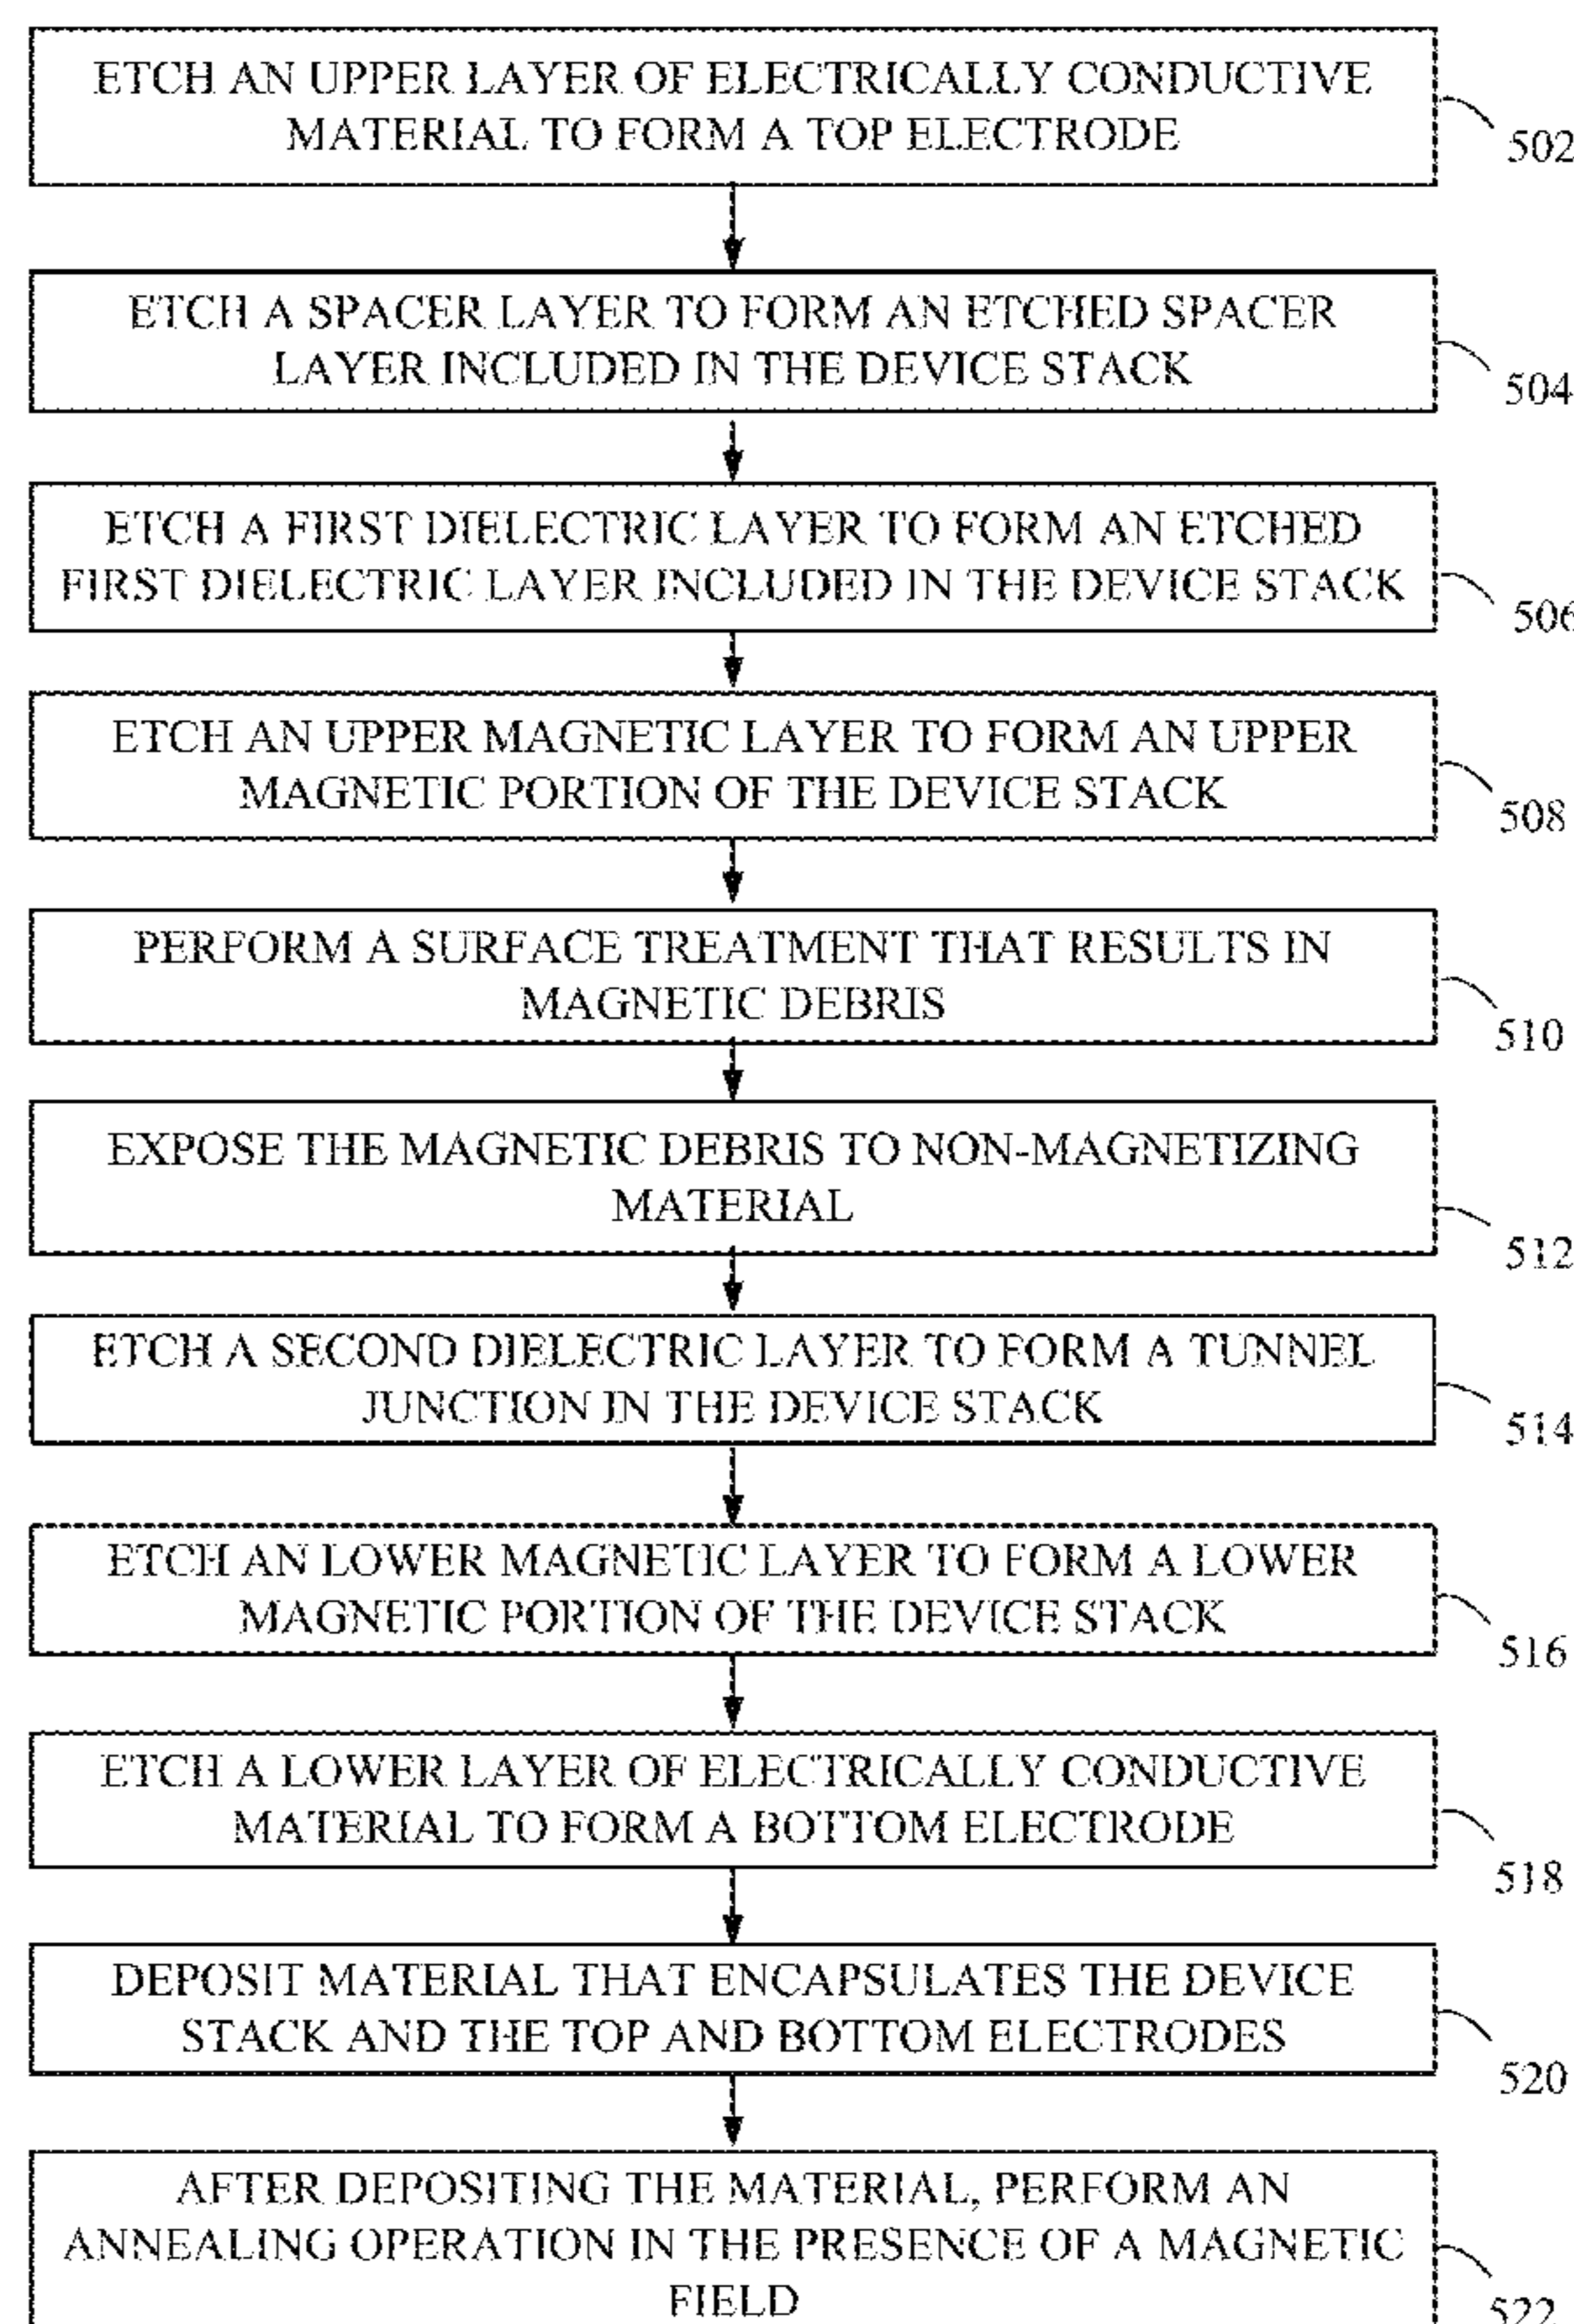 ETCH AN UPPER LAYER OF ELECTRICALLY CONDUCTIVE
MATERIAL TO FORM A TOP ELECTRODE
502
ETCH A SPACER LAYER TO FORM AN ETCHED SPACER
LAYER INCLUDED IN THE DEVICE STACK
504
ETCH A FIRST DIELECTRIC LAYER TO FORM AN ETCHED
FIRST DIELECTRIC LAYER INCLUDED IN THE DEVICE STACK
506
ETCH AN UPPER MAGNETIC LAYER TO FORM AN UPPER
MAGNETIC PORTION OF THE DEVICE STACK
508
PERFORM A SURFACE TREATMENT THAT RESULTS IN
MAGNETIC DEBRIS
510
EXPOSE THE MAGNETIC DEBRIS TO NON-MAGNETIZING
MATERIAL
512
ETCH A SECOND DIELECTRIC LAYER TO FORM A TUNNEL
JUNCTION IN THE DEVICE STACK
514
ETCH AN LOWER MAGNETIC LAYER TO FORM A LOWER
MAGNETIC PORTION OF THE DEVICE STACK
516
ETCH A LOWER LAYER OF ELECTRICALLY CONDUCTIVE
MATERIAL TO FORM A BOTTOM ELECTRODE
518
DEPOSIT MATERIAL THAT ENCAPSULATES THE DEVICE
STACK AND THE TOP AND BOTTOM ELECTRODES
520
AFTER DEPOSITING THE MATERIAL, PERFORM AN
ANNEALING OPERATION IN THE PRESENCE OF A MAGNETIC
FIELD
522